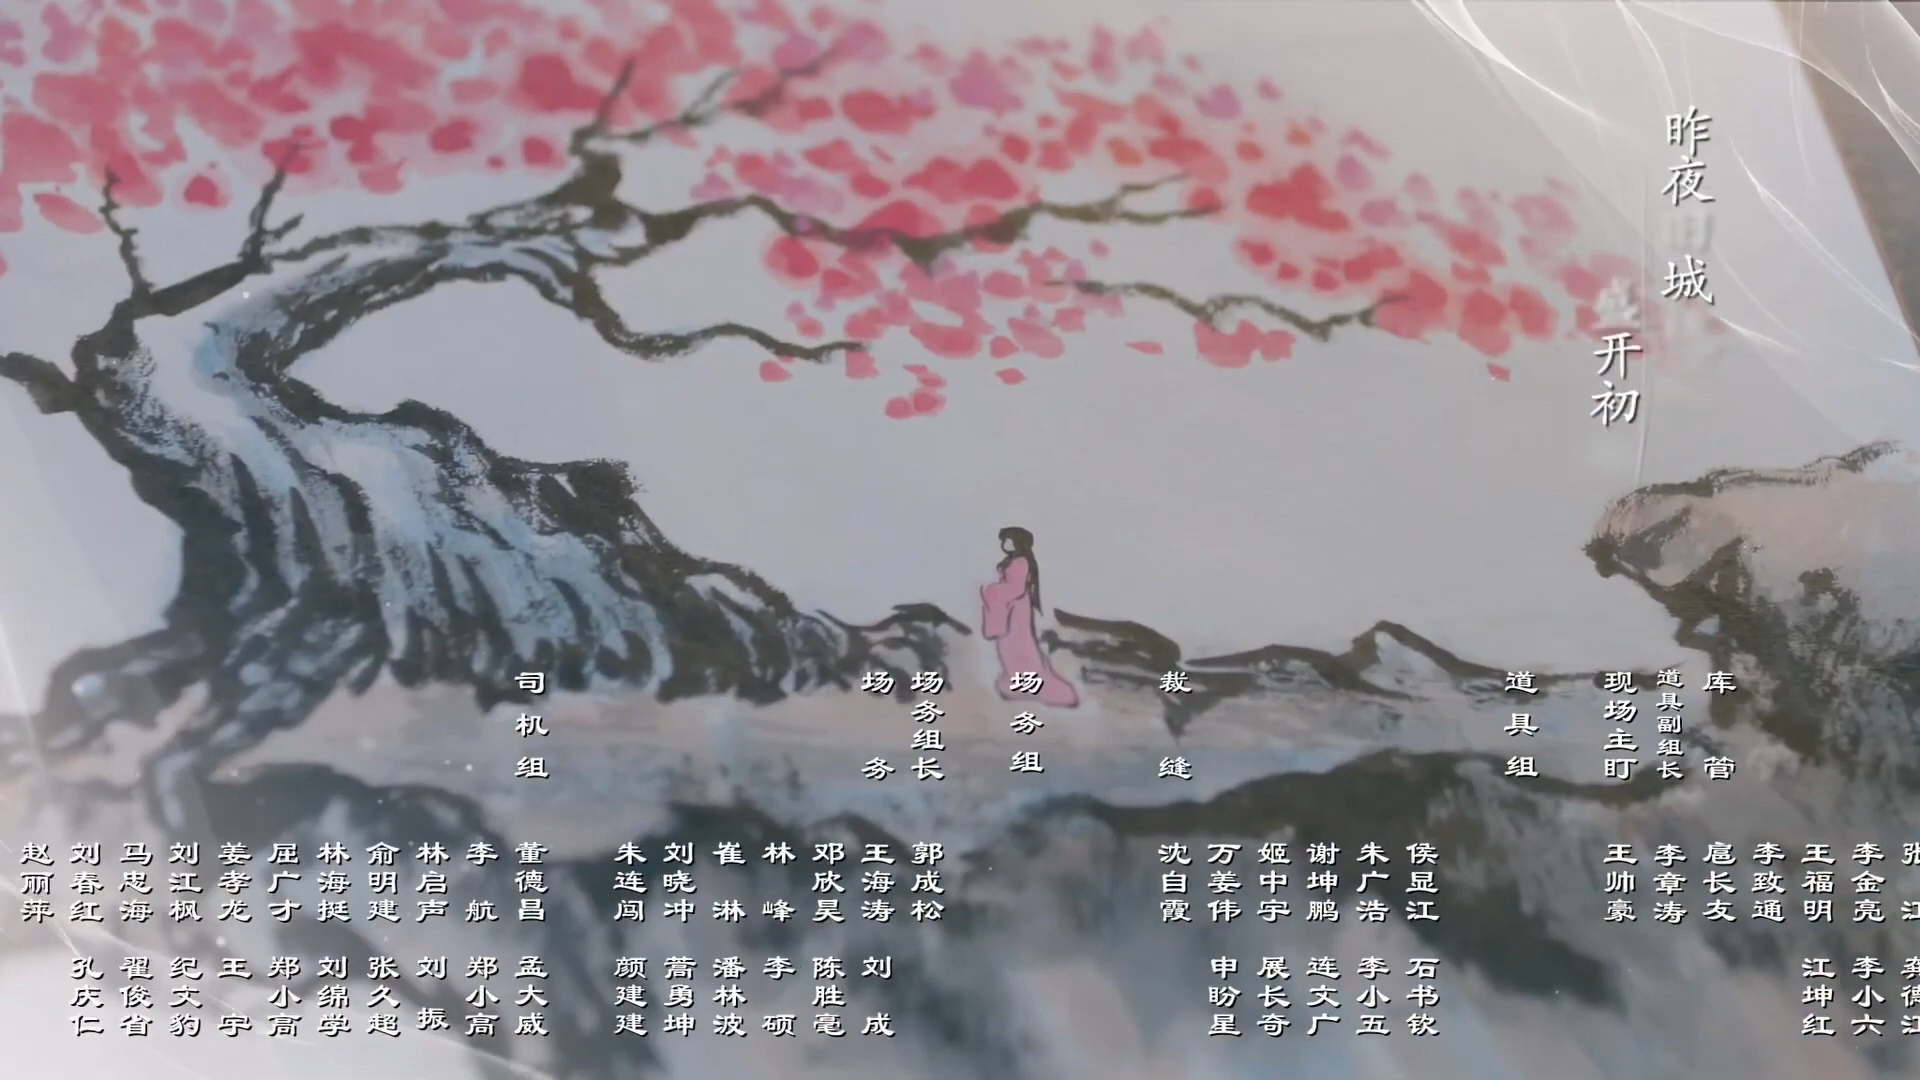 昨夜
城
开初
库管
道具副组长
现场主盯
道具组
裁缝
场务组
场务组长
场务
司机组
李金亮
王福明
李致通
扈长友
李章涛
王帅豪
侯显江
朱广浩
谢坤鹏
姬中宇
万姜伟
沈自霞
郭成松
王海涛
邓欣昊
林峰
崔淋
刘晓冲
朱连闯
董德昌
李航
林启声
俞明建
林海挺
屈广才
姜孝龙
刘江枫
马忠海
刘春红
赵丽萍
李小六
江坤红
石书钦
李小五
连文广
展长奇
申盼星
刘成
陈胜亳
李硕
潘林波
蒿勇坤
颜建建
孟大威
郑小高
刘振
张久超
刘绵学
郑小高
王宇
纪文豹
翟俊省
孔庆仁